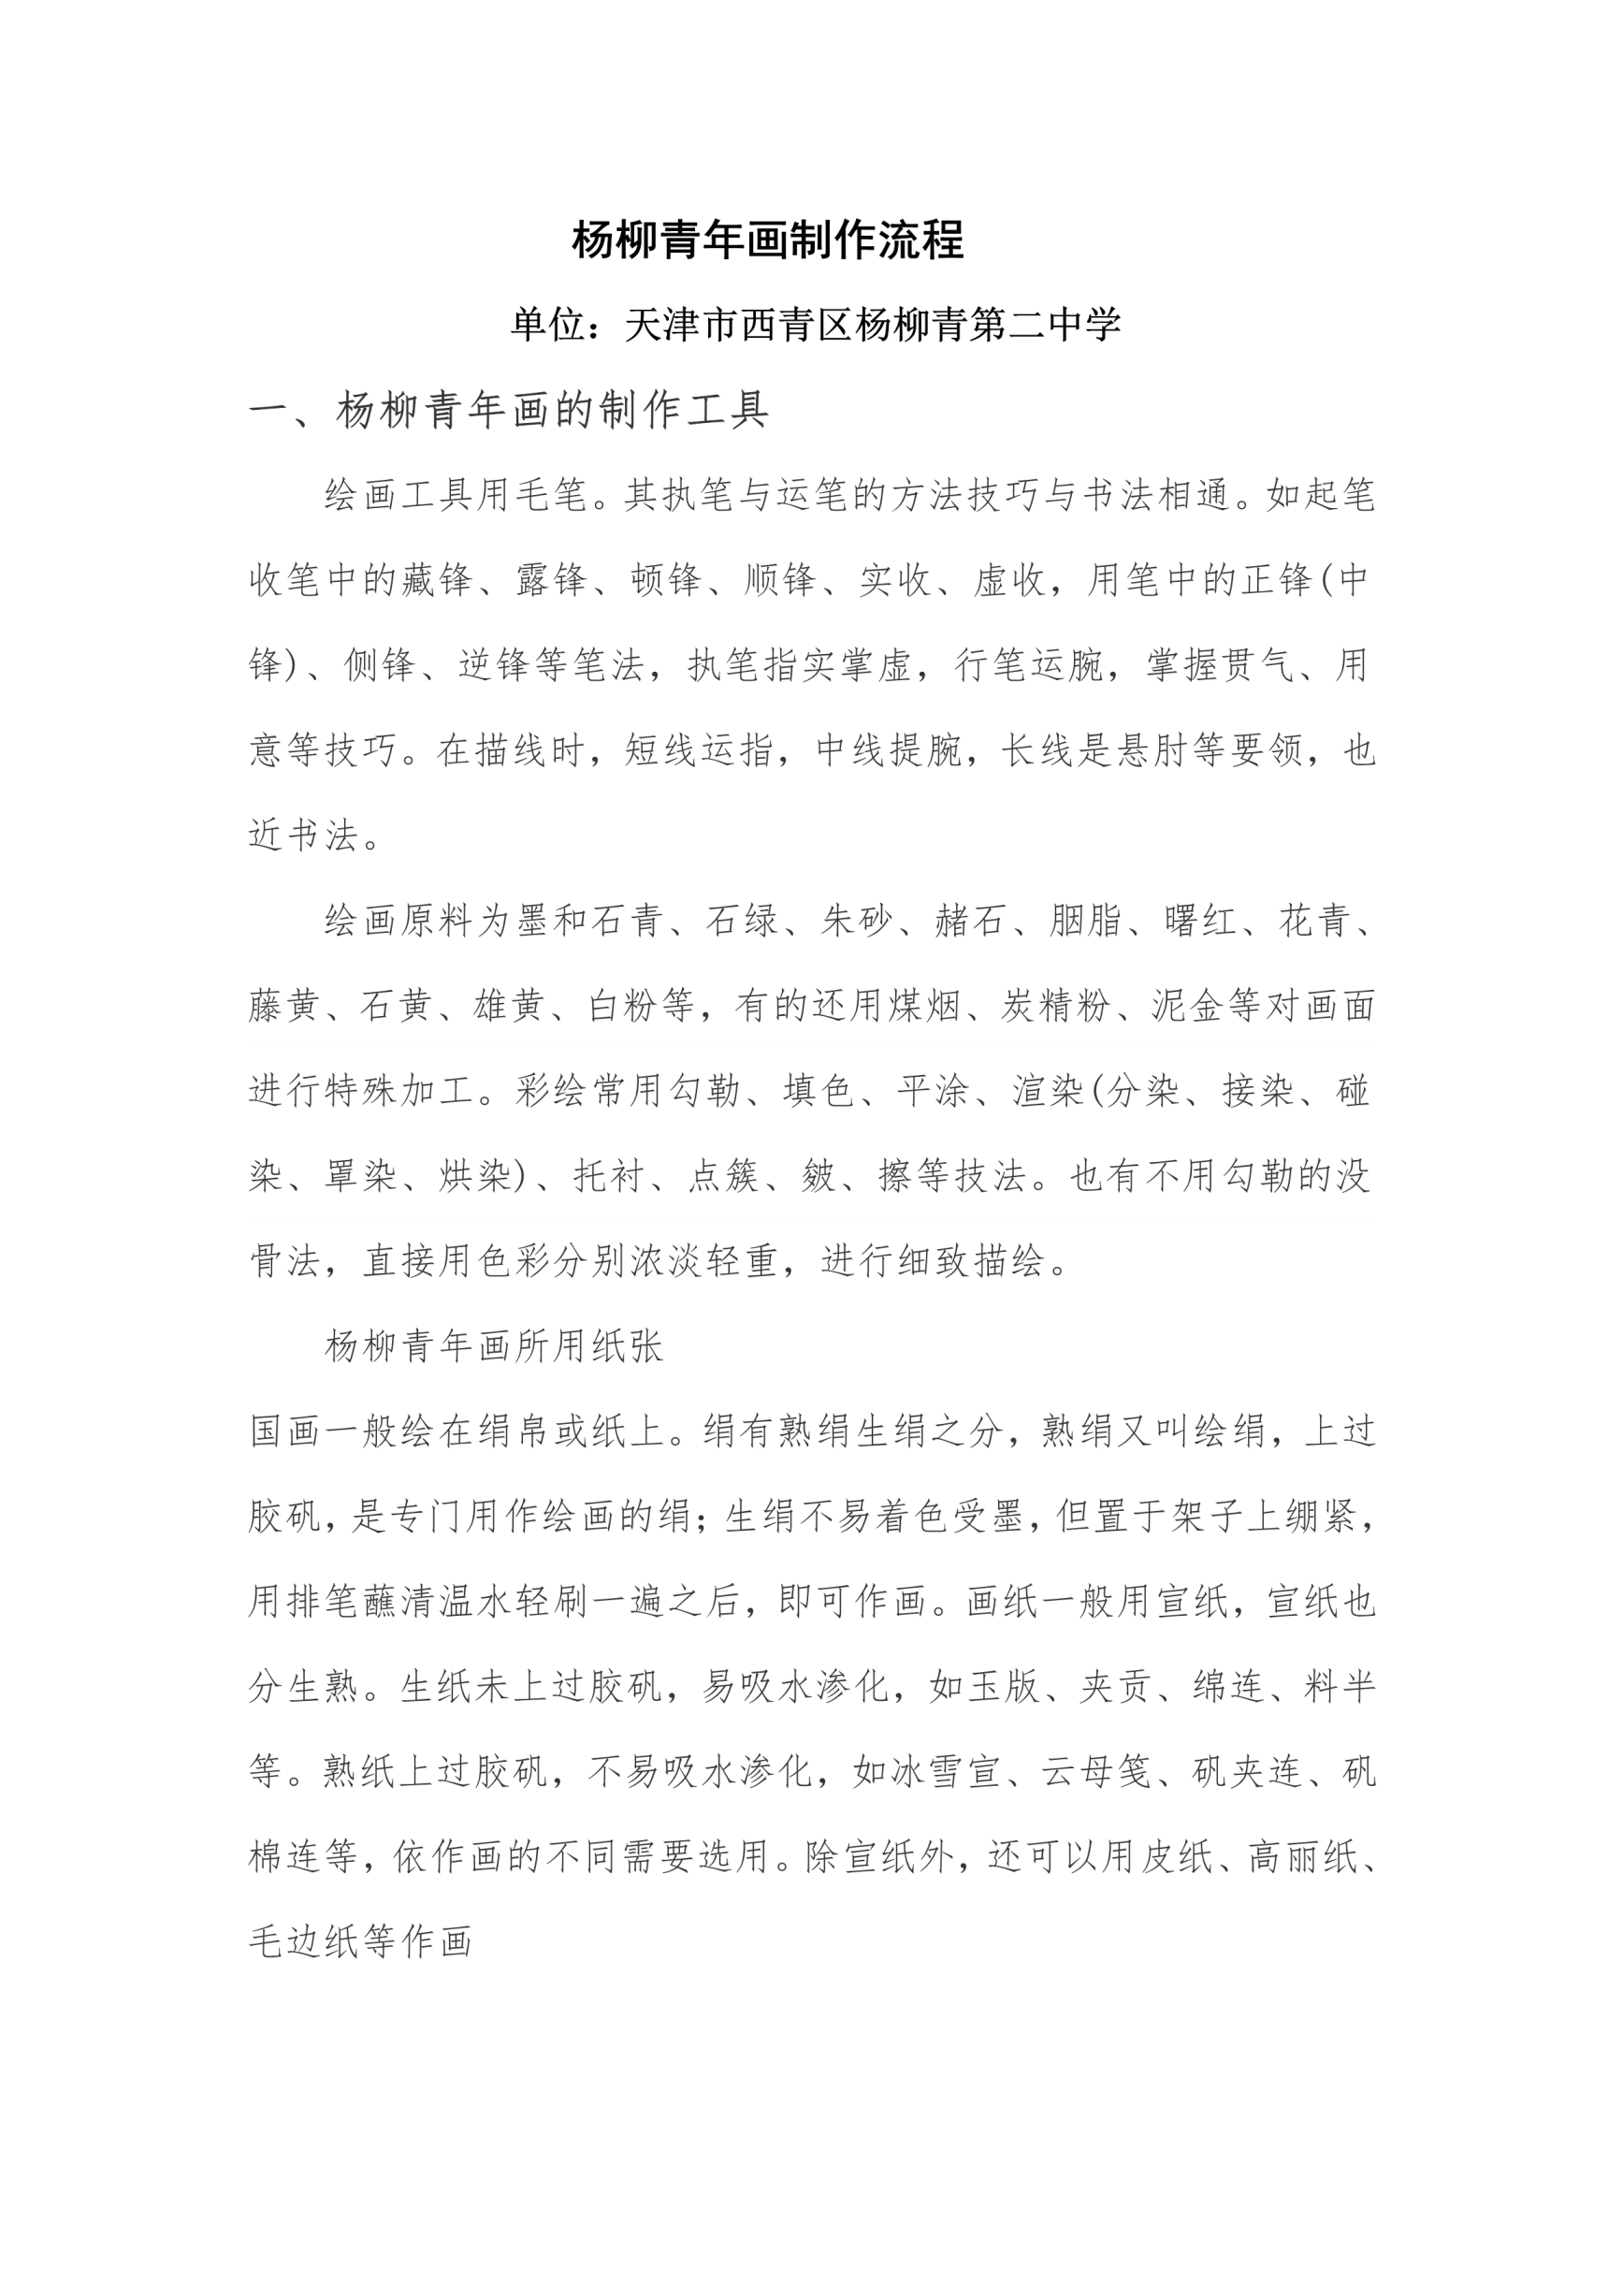 杨柳青年画制作流程
单位：天津市西青区杨柳青第二中学
一、杨柳青年画的制作工具
绘画工具用毛笔。其执笔与运笔的方法技巧与书法相通。如起笔
收笔中的藏锋、露锋、顿锋、顺锋、实收、虚收，用笔中的正锋(中
锋)、侧锋、逆锋等笔法，执笔指实掌虚，行笔运腕，掌握贯气、用
意等技巧。在描线时，短线运指，中线提腕，长线是悬肘等要领，也
近书法。
绘画原料为墨和石青、石绿、朱砂、赭石、胭脂、曙红、花青、
藤黄、石黄、雄黄、白粉等，有的还用煤烟、炭精粉、泥金等对画面
进行特殊加工。彩绘常用勾勒、填色、平涂、渲染(分染、接染、碰
染、罩染、烘染)、托衬、点簇、皴、擦等技法。也有不用勾勒的没
骨法，直接用色彩分别浓淡轻重，进行细致描绘。
杨柳青年画所用纸张
国画一般绘在绢帛或纸上。绢有熟绢生绢之分，熟绢又叫绘绢，上过
胶矾，是专门用作绘画的绢；生绢不易着色受墨，但置于架子上绷紧，
用排笔蘸清温水轻刷一遍之后，即可作画。画纸一般用宣纸，宣纸也
分生熟。生纸未上过胶矾，易吸水渗化，如玉版、夹贡、绵连、料半
等。熟纸上过胶矾，不易吸水渗化，如冰雪宣、云母笺、矾夹连、矾
棉连等，依作画的不同需要选用。除宣纸外，还可以用皮纸、高丽纸、
毛边纸等作画